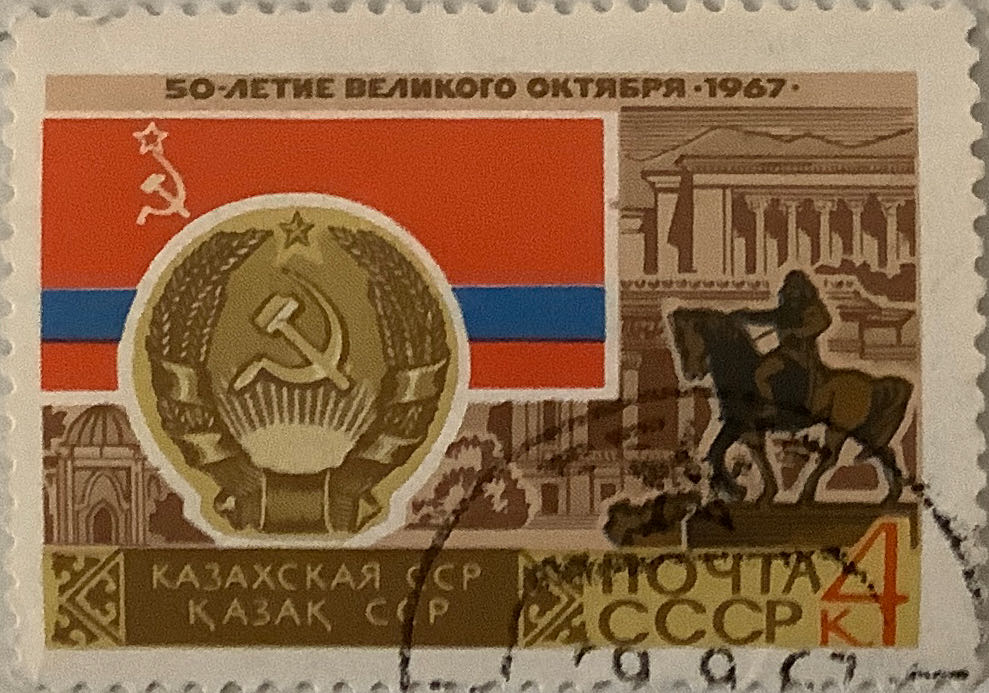 50-ЛЕТИЕ ВЕЛИКОГО ОКТЯБРЯ · 1967 ·
КАЗАХСКАЯ ССР
ҚАЗАҚ ССР
ПОЧТА
СССР
4
К